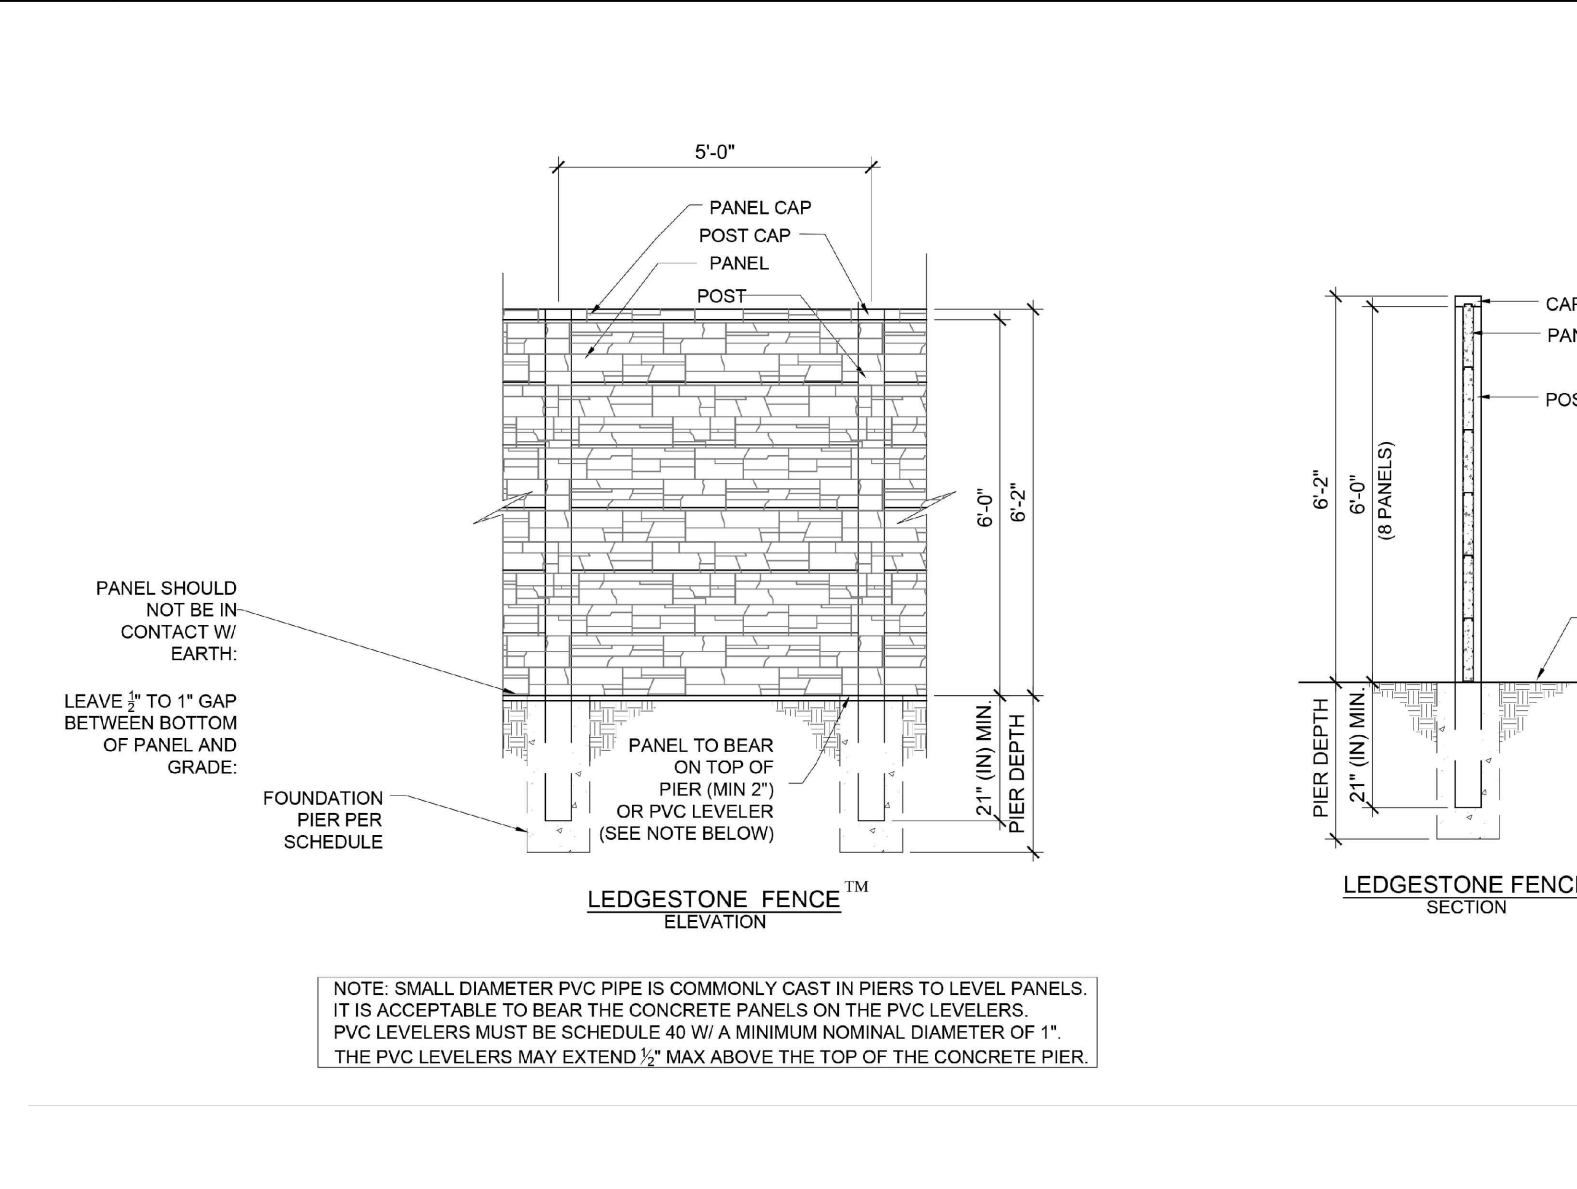 5'-0"
PANEL CAP
POST CAP
PANEL
POST
6'-0"
6'-2"
PANEL SHOULD
NOT BE IN
CONTACT W/
EARTH:
LEAVE ½" TO 1" GAP
BETWEEN BOTTOM
OF PANEL AND
GRADE:
FOUNDATION
PIER PER
SCHEDULE
PANEL TO BEAR
ON TOP OF
PIER (MIN 2")
OR PVC LEVELER
(SEE NOTE BELOW)
21" (IN) MIN.
PIER DEPTH
LEDGESTONE FENCE TM
ELEVATION
NOTE: SMALL DIAMETER PVC PIPE IS COMMONLY CAST IN PIERS TO LEVEL PANELS.
IT IS ACCEPTABLE TO BEAR THE CONCRETE PANELS ON THE PVC LEVELERS.
PVC LEVELERS MUST BE SCHEDULE 40 W/ A MINIMUM NOMINAL DIAMETER OF 1".
THE PVC LEVELERS MAY EXTEND ½" MAX ABOVE THE TOP OF THE CONCRETE PIER.
6'-2"
6'-0"
(8 PANELS)
PIER DEPTH
21" (IN) MIN.
LEDGESTONE
SECTION